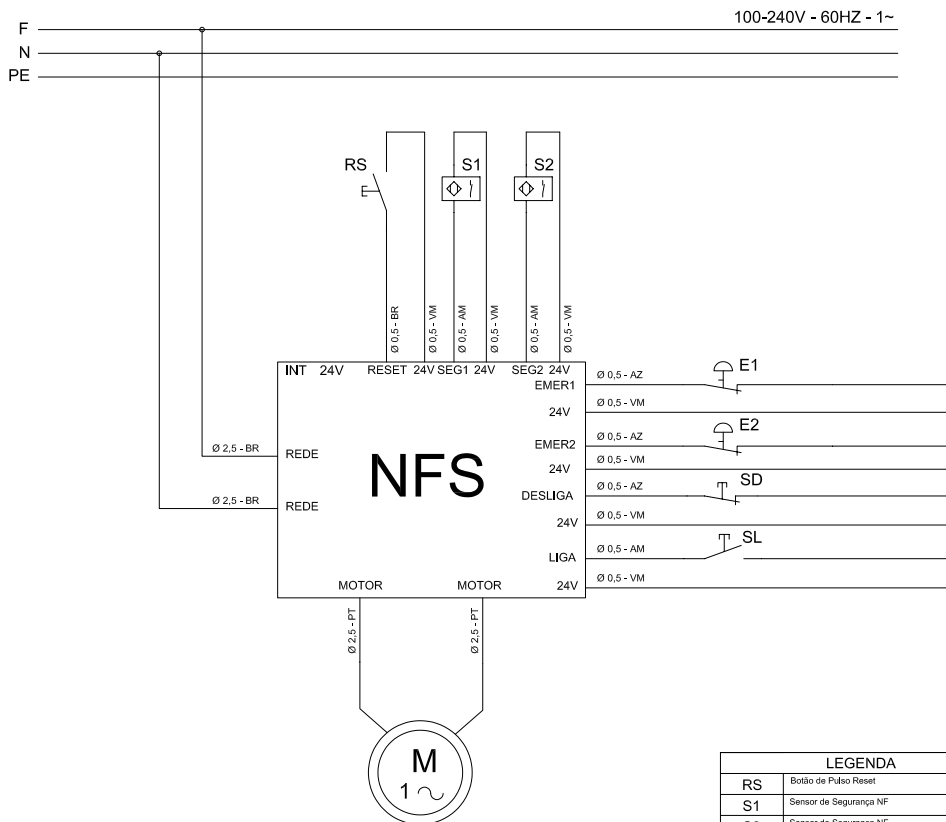 100-240V - 60HZ - 1~
F
N
PE
RS
S1
S2
Ø 0,5 - BR
Ø 0,5 - VM
Ø 0,5 - AM
Ø 0,5 - VM
Ø 0,5 - AM
Ø 0,5 - VM
INT 24V RESET 24V SEG1 24V SEG2 24V
EMER1 Ø 0,5 - AZ E1
24V Ø 0,5 - VM
EMER2 Ø 0,5 - AZ E2
24V Ø 0,5 - VM
DESLIGA Ø 0,5 - AZ SD
24V Ø 0,5 - VM
LIGA Ø 0,5 - AM SL
24V Ø 0,5 - VM
Ø 2,5 - BR REDE
NFS
Ø 2,5 - BR REDE
MOTOR MOTOR
Ø 2,5 - PT
Ø 2,5 - PT
M
1
LEGENDA
RS Botão de Pulso Reset
S1 Sensor de Segurança NF